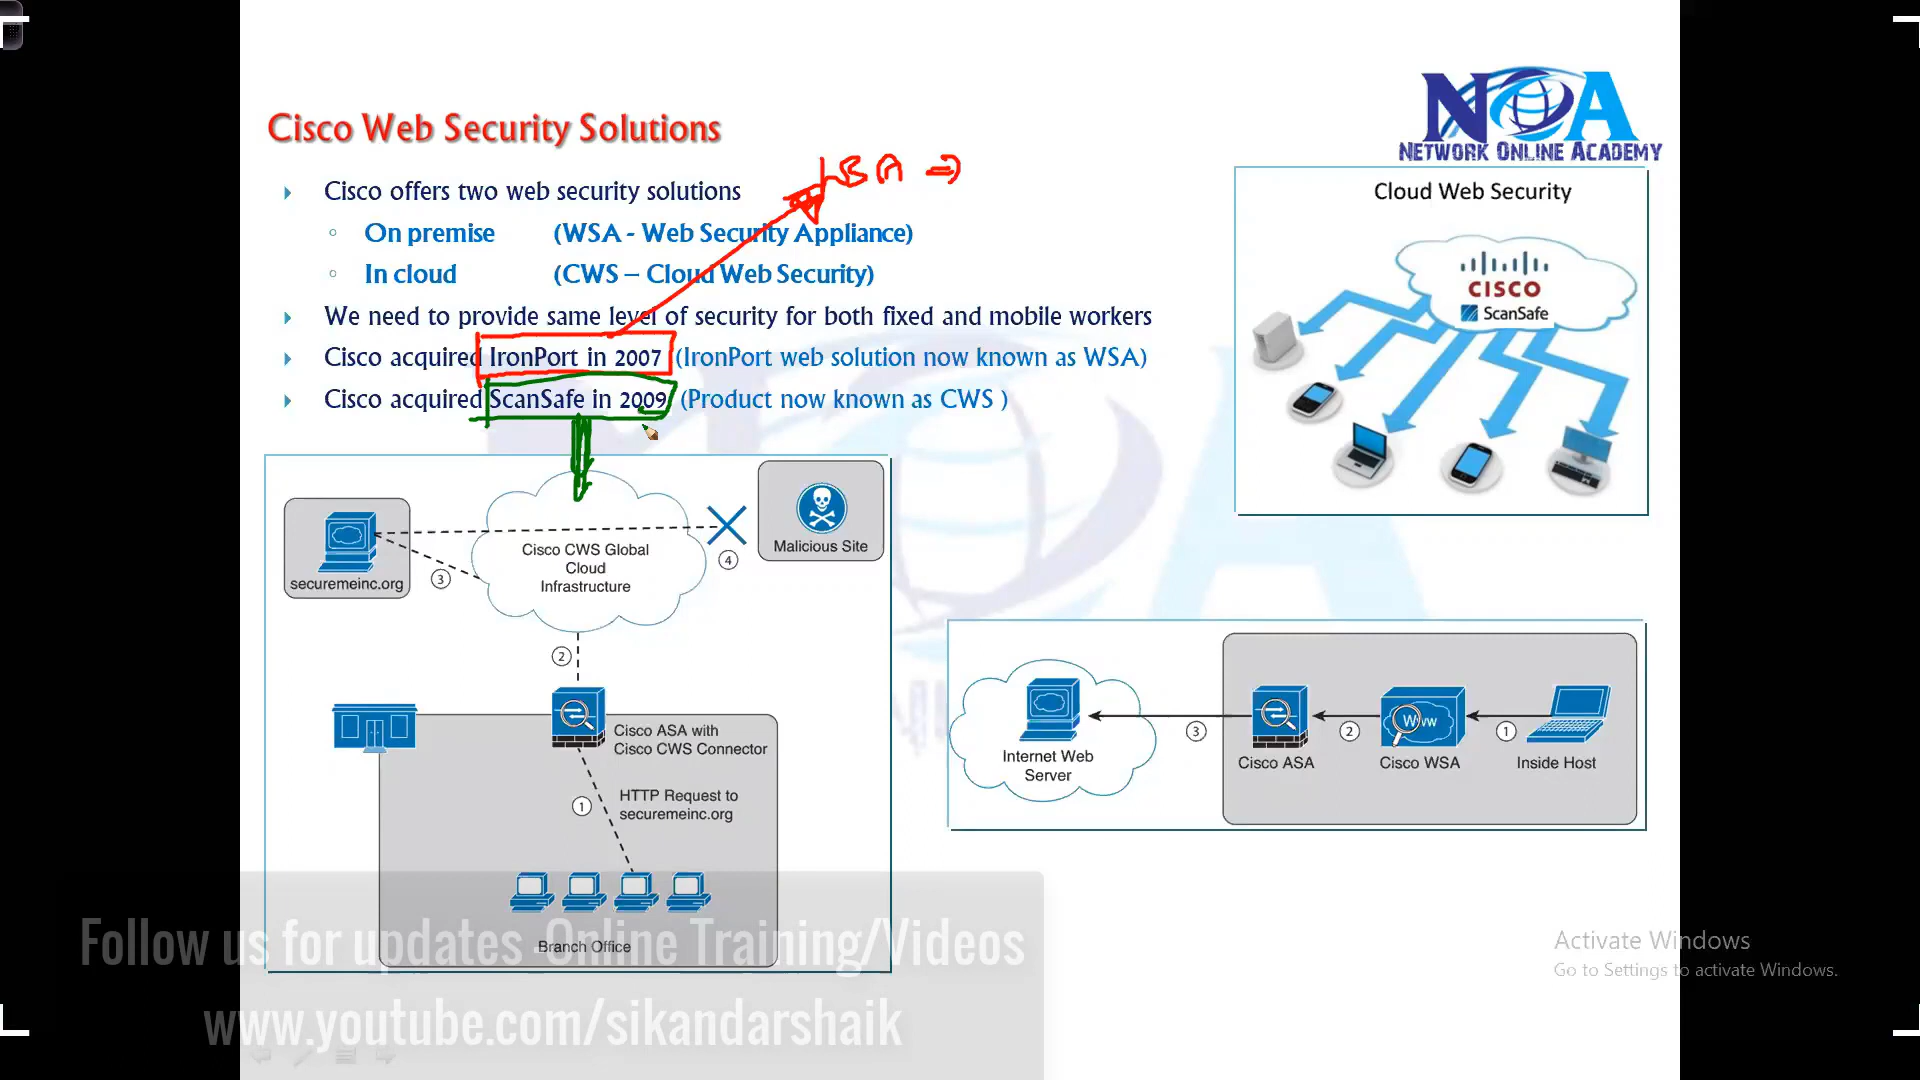 NOA
NETWORK ONLINE ACADEMY
Cisco Web Security Solutions
Cisco offers two web security solutions
On premise (WSA - Web Security Appliance)
In cloud (CWS – Cloud Web Security)
We need to provide same level of security for both fixed and mobile workers
Cisco acquired IronPort in 2007 (IronPort web solution now known as WSA)
Cisco acquired ScanSafe in 2009 (Product now known as CWS )
Cloud Web Security
CISCO
ScanSafe
securemeinc.org
3
Cisco CWS Global
Cloud
Infrastructure
4
Malicious Site
2
Cisco ASA with
Cisco CWS Connector
1
HTTP Request to
securemeinc.org
Branch Office
Internet Web
Server
3
Cisco ASA
2
Www
Cisco WSA
1
Inside Host
Follow us for updates -Online Training/Videos
www.youtube.com/sikandarshaik
Activate Windows
Go to Settings to activate Windows.